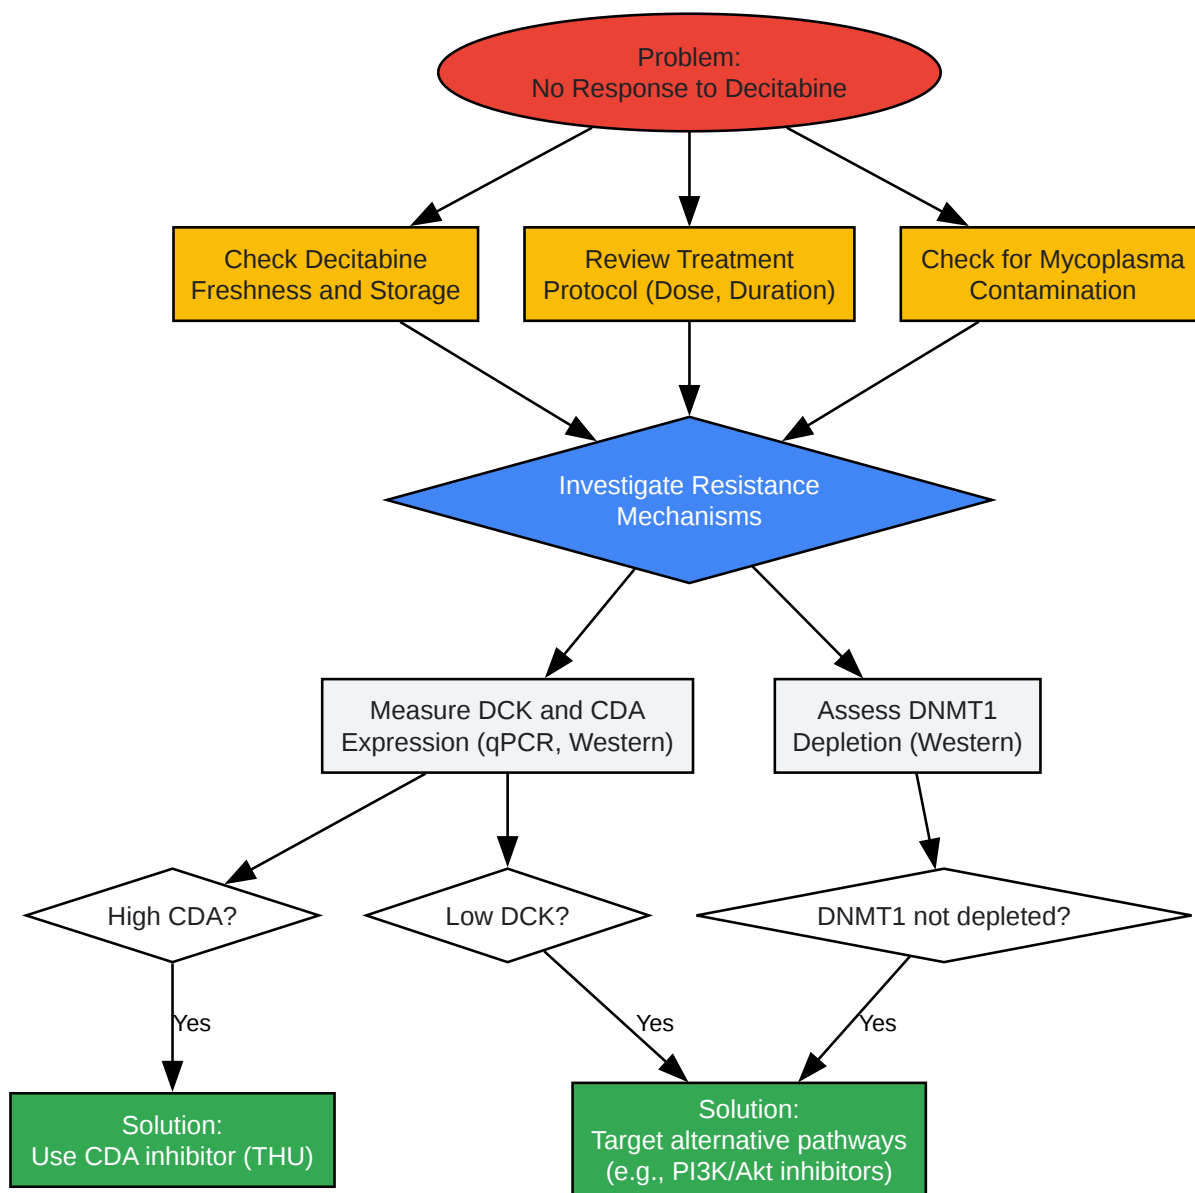 Problem:
No Response to Decitabine
Check Decitabine
Freshness and Storage
Review Treatment
Protocol (Dose, Duration)
Check for Mycoplasma
Contamination
Investigate Resistance
Mechanisms
Measure DCK and CDA
Expression (qPCR, Western)
Assess DNMT1
Depletion (Western)
High CDA?
Low DCK?
DNMT1 not depleted?
Yes
Yes
Yes
Solution:
Use CDA inhibitor (THU)
Solution:
Target alternative pathways
(e.g., PI3K/Akt inhibitors)